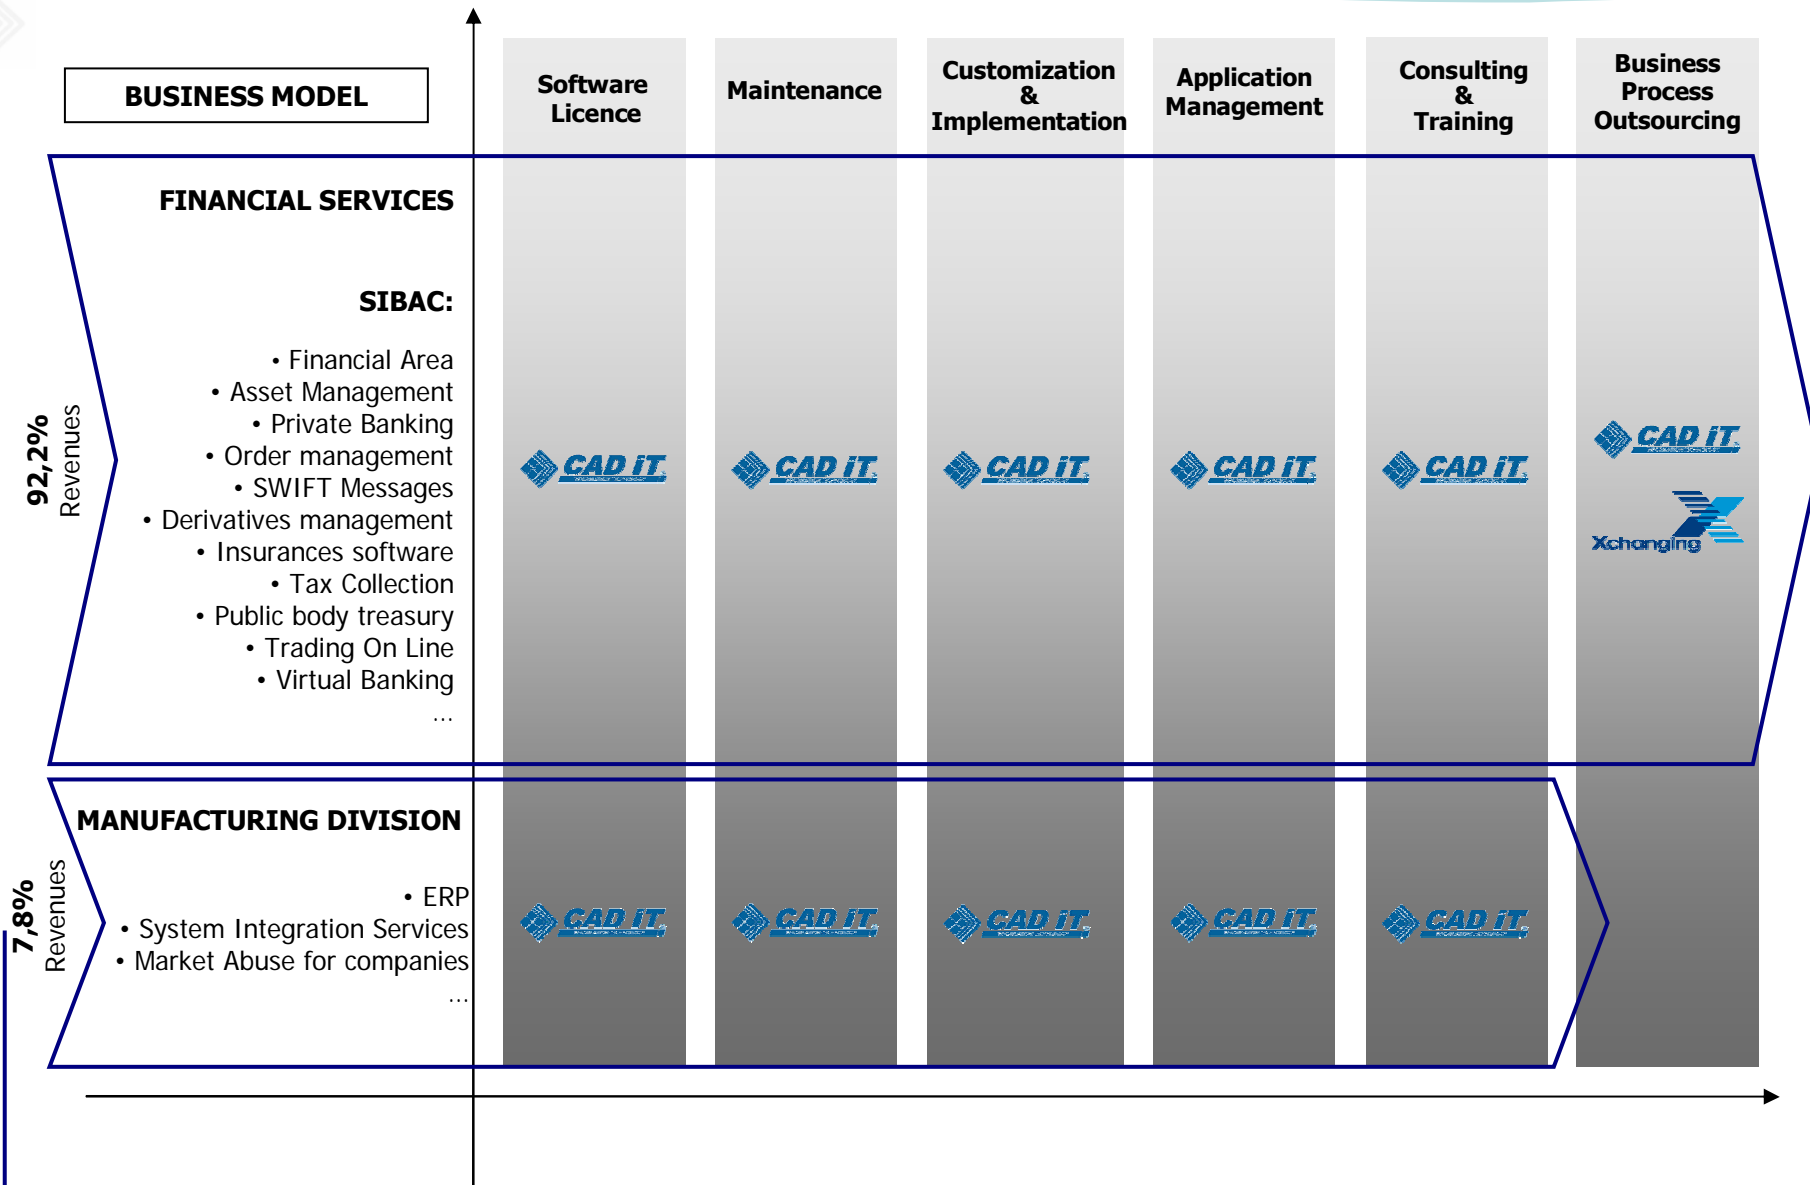 BUSINESS MODEL
Software
Licence
Maintenance
Customization
&
Implementation
Application
Management
Consulting
&
Training
Business
Process
Outsourcing
FINANCIAL SERVICES
SIBAC:
• Financial Area
• Asset Management
• Private Banking
• Order management
• SWIFT Messages
• Derivatives management
• Insurances software
• Tax Collection
• Public body treasury
• Trading On Line
• Virtual Banking
...
92,2%
Revenues
CAD iT
CAD iT
CAD iT
CAD iT
CAD iT
CAD iT
Xchanging
MANUFACTURING DIVISION
• ERP
• System Integration Services
• Market Abuse for companies
...
7,8%
Revenues
CAD iT
CAD iT
CAD iT
CAD iT
CAD iT